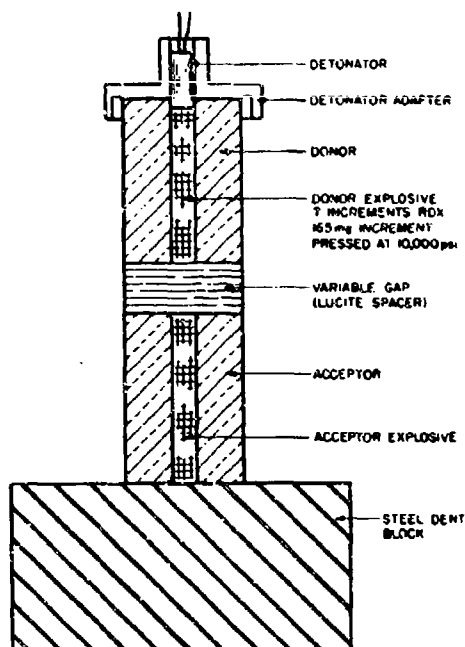 DETONATOR
DETONATOR ADAPTER
DONOR
DONOR EXPLOSIVE
7 INCREMENTS RDX
165 mg INCREMENT
PRESSED AT 10,000 psi
VARIABLE GAP
(LUCITE SPACER)
ACCEPTOR
ACCEPTOR EXPLOSIVE
STEEL DENT
BLOCK